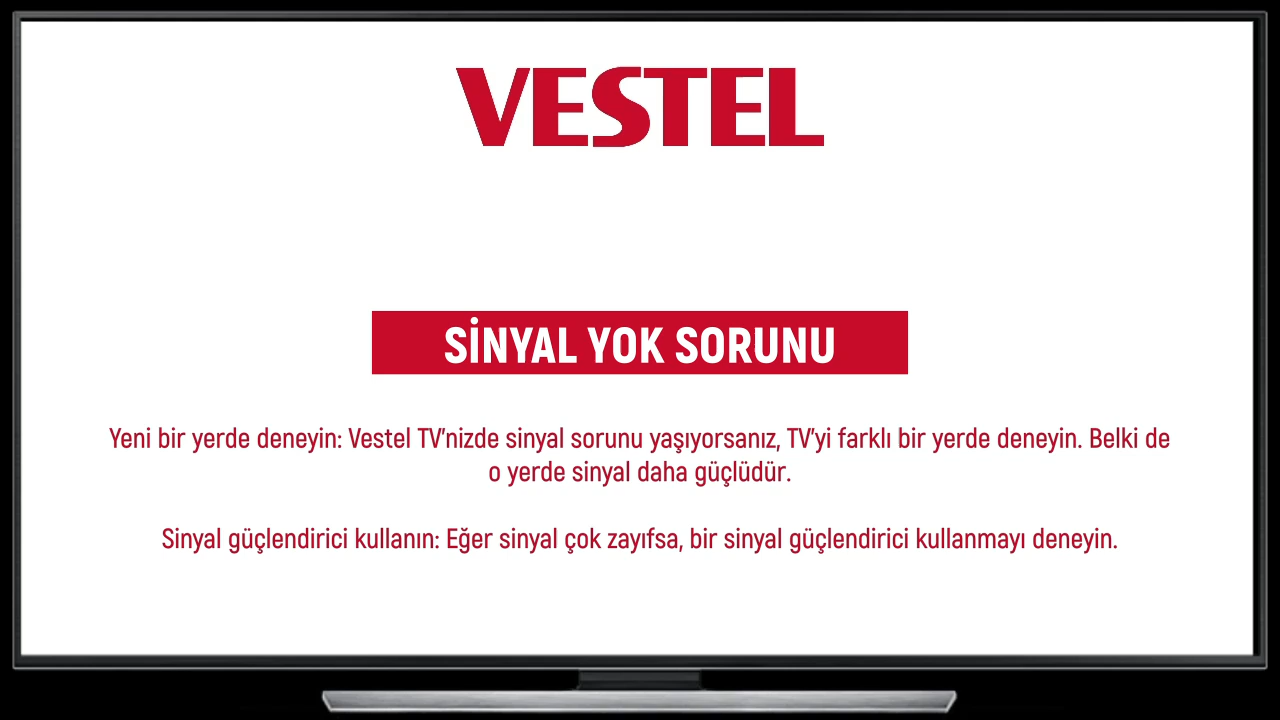 VESTEL
SİNYAL YOK SORUNU
Yeni bir yerde deneyin: Vestel TV'nizde sinyal sorunu yaşıyorsanız, TV'yi farklı bir yerde deneyin. Belki de
o yerde sinyal daha güçlüdür.
Sinyal güçlendirici kullanın: Eğer sinyal çok zayıfsa, bir sinyal güçlendirici kullanmayı deneyin.